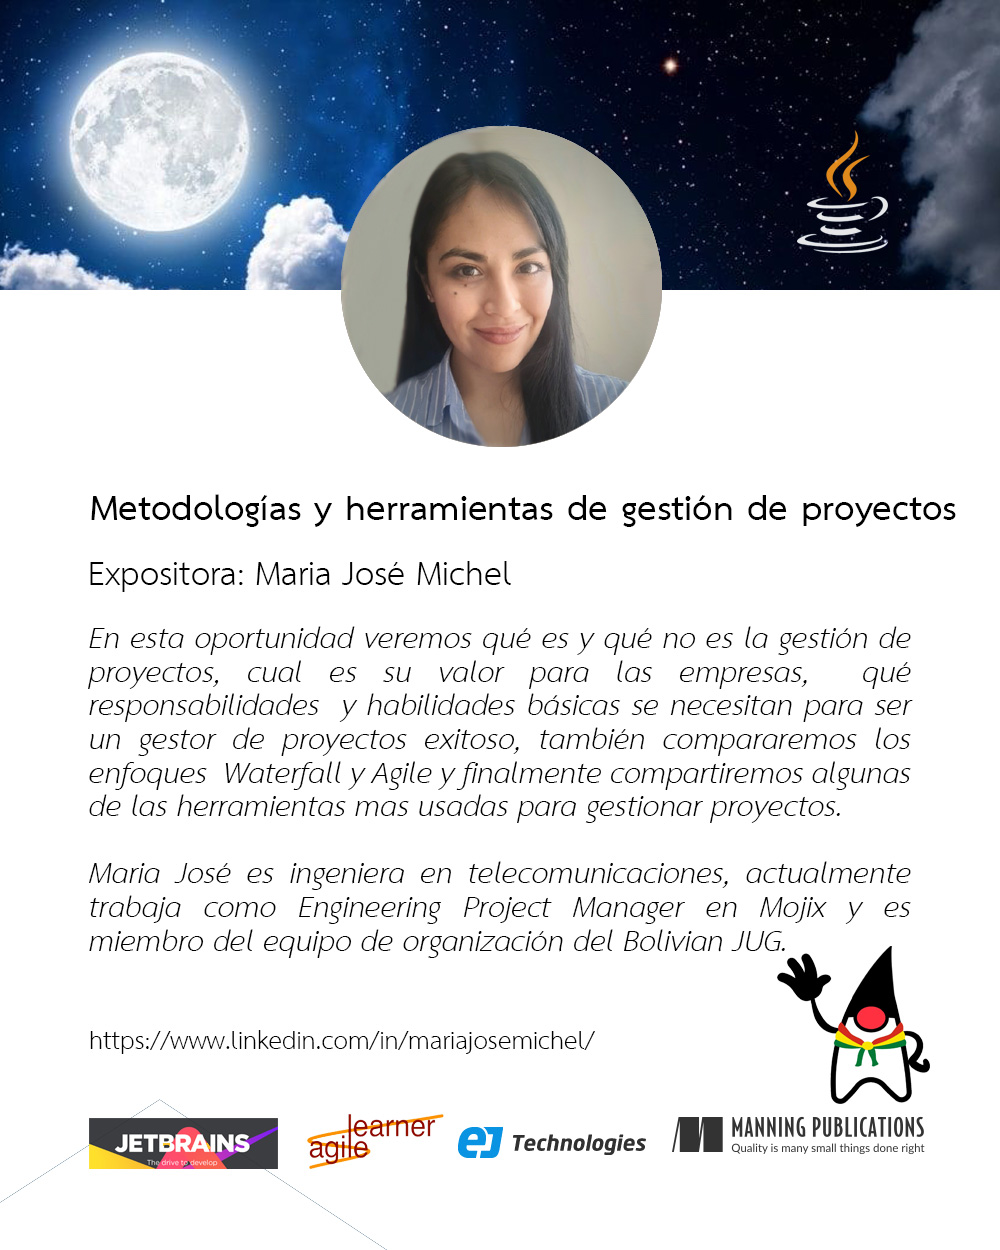 Metodologías y herramientas de gestión de proyectos
Expositora: Maria José Michel
En esta oportunidad veremos qué es y qué no es la gestión de
proyectos, cual es su valor para las empresas, qué
responsabilidades y habilidades básicas se necesitan para ser
un gestor de proyectos exitoso, también compararemos los
enfoques Waterfall y Agile y finalmente compartiremos algunas
de las herramientas mas usadas para gestionar proyectos.
Maria José es ingeniera en telecomunicaciones, actualmente
trabaja como Engineering Project Manager en Mojix y es
miembro del equipo de organización del Bolivian JUG.
https://www.linkedin.com/in/mariajosemichel/
JETBRAINS
The drive to develop
agile learner
ej Technologies
MANNING PUBLICATIONS
Quality is many small things done right